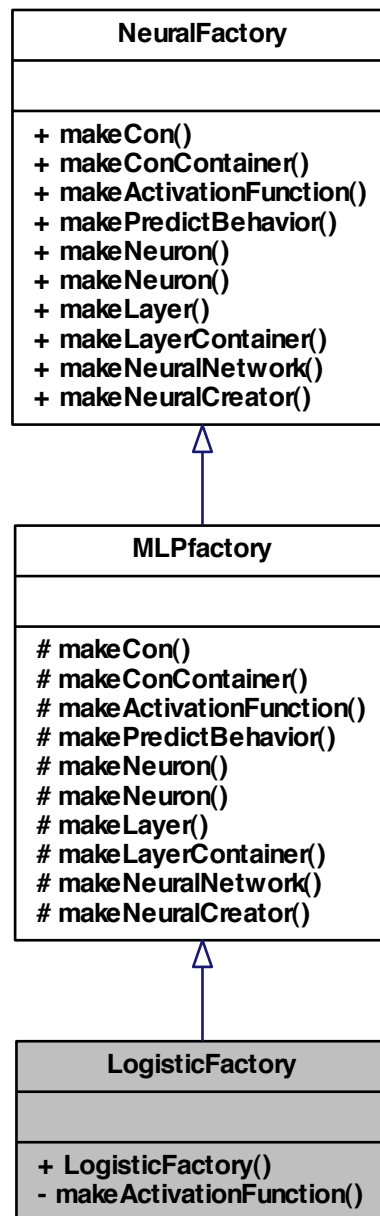 NeuralFactory
+ makeCon()
+ makeConContainer()
+ makeActivationFunction()
+ makePredictBehavior()
+ makeNeuron()
+ makeNeuron()
+ makeLayer()
+ makeLayerContainer()
+ makeNeuralNetwork()
+ makeNeuralCreator()
MLPfactory
# makeCon()
# makeConContainer()
# makeActivationFunction()
# makePredictBehavior()
# makeNeuron()
# makeNeuron()
# makeLayer()
# makeLayerContainer()
# makeNeuralNetwork()
# makeNeuralCreator()
LogisticFactory
+ LogisticFactory()
- makeActivationFunction()